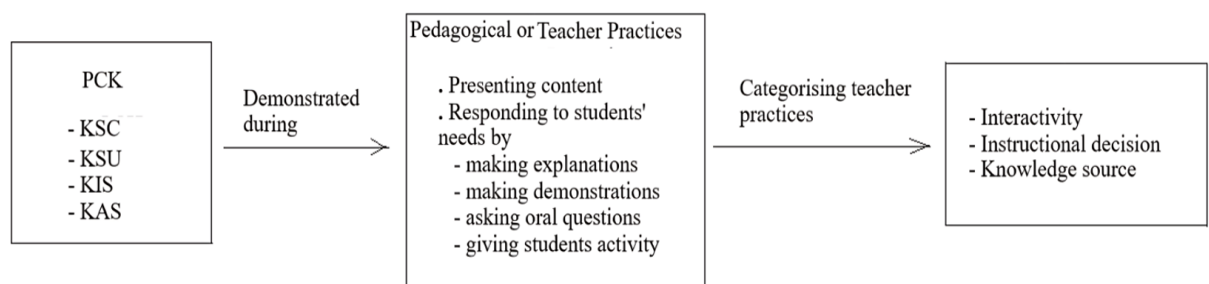 PCK
- KSC
- KSU
- KIS
- KAS
Demonstrated
during
Pedagogical or Teacher Practices
. Presenting content
. Responding to students'
needs by
- making explanations
- making demonstrations
- asking oral questions
- giving students activity
Categorising teacher
practices
- Interactivity
- Instructional decision
- Knowledge source